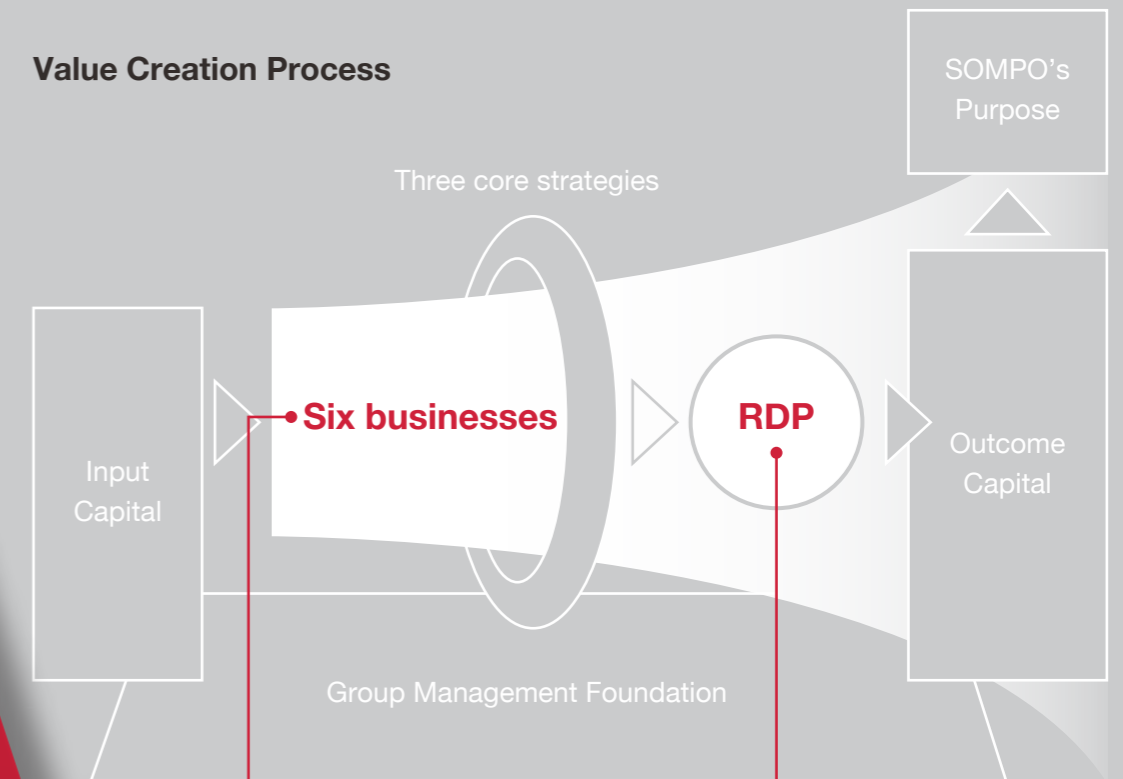 Value Creation Process
SOMPO's
Purpose
Three core strategies
Six businesses
RDP
Input
Capital
Outcome
Capital
Group Management Foundation